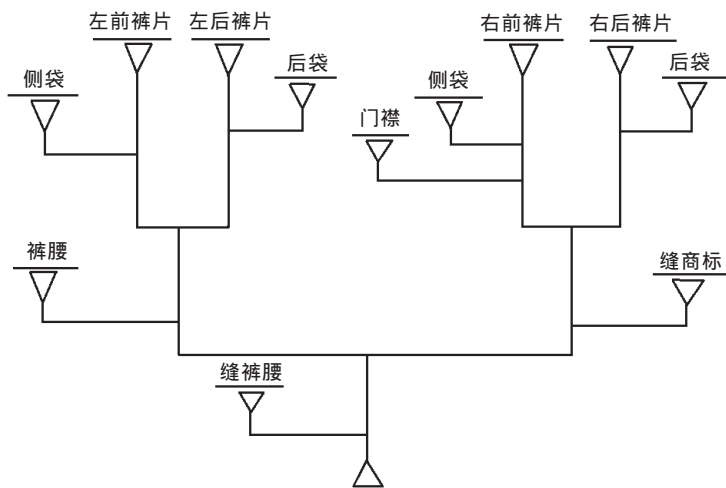 左前裤片
左后裤片
右前裤片
右后裤片
侧袋
后袋
侧袋
后袋
门襟
裤腰
缝商标
缝裤腰